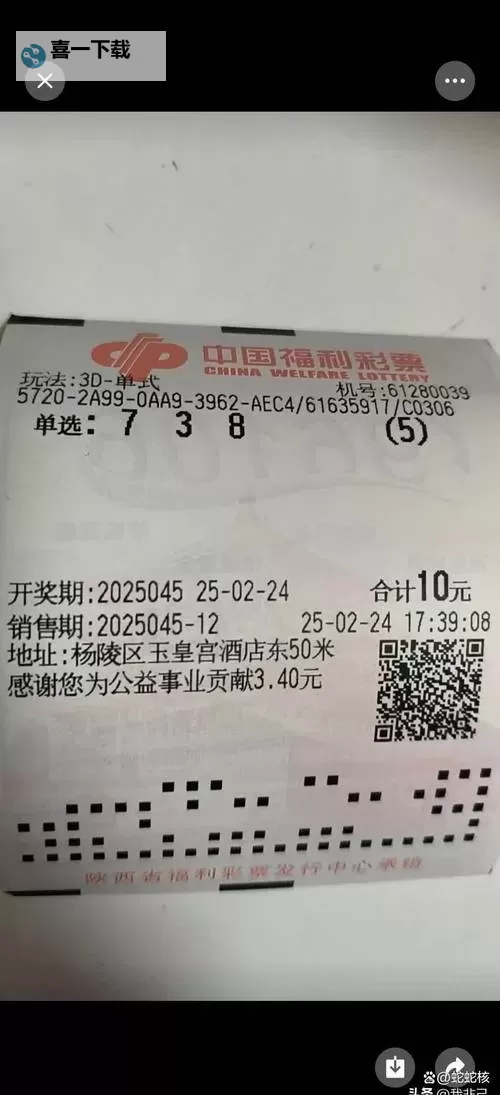 喜一下载
中国福利彩票
CHINA WELFARE LOTTERY
玩法:3D-单式 机号:61280039
5720-2A99-0AA9-3962-AEC4/61635917/C0306
单选: 7 3 8 (5)
开奖期:2025045 25-02-24 合计10元
销售期:2025045-12 25-02-24 17:39:08
地址:杨陵区玉皇宫酒店东50米
感谢您为公益事业贡献3.40元
陕西省福利彩票发行中心承销
@蛇蛇核
头条 @我非己